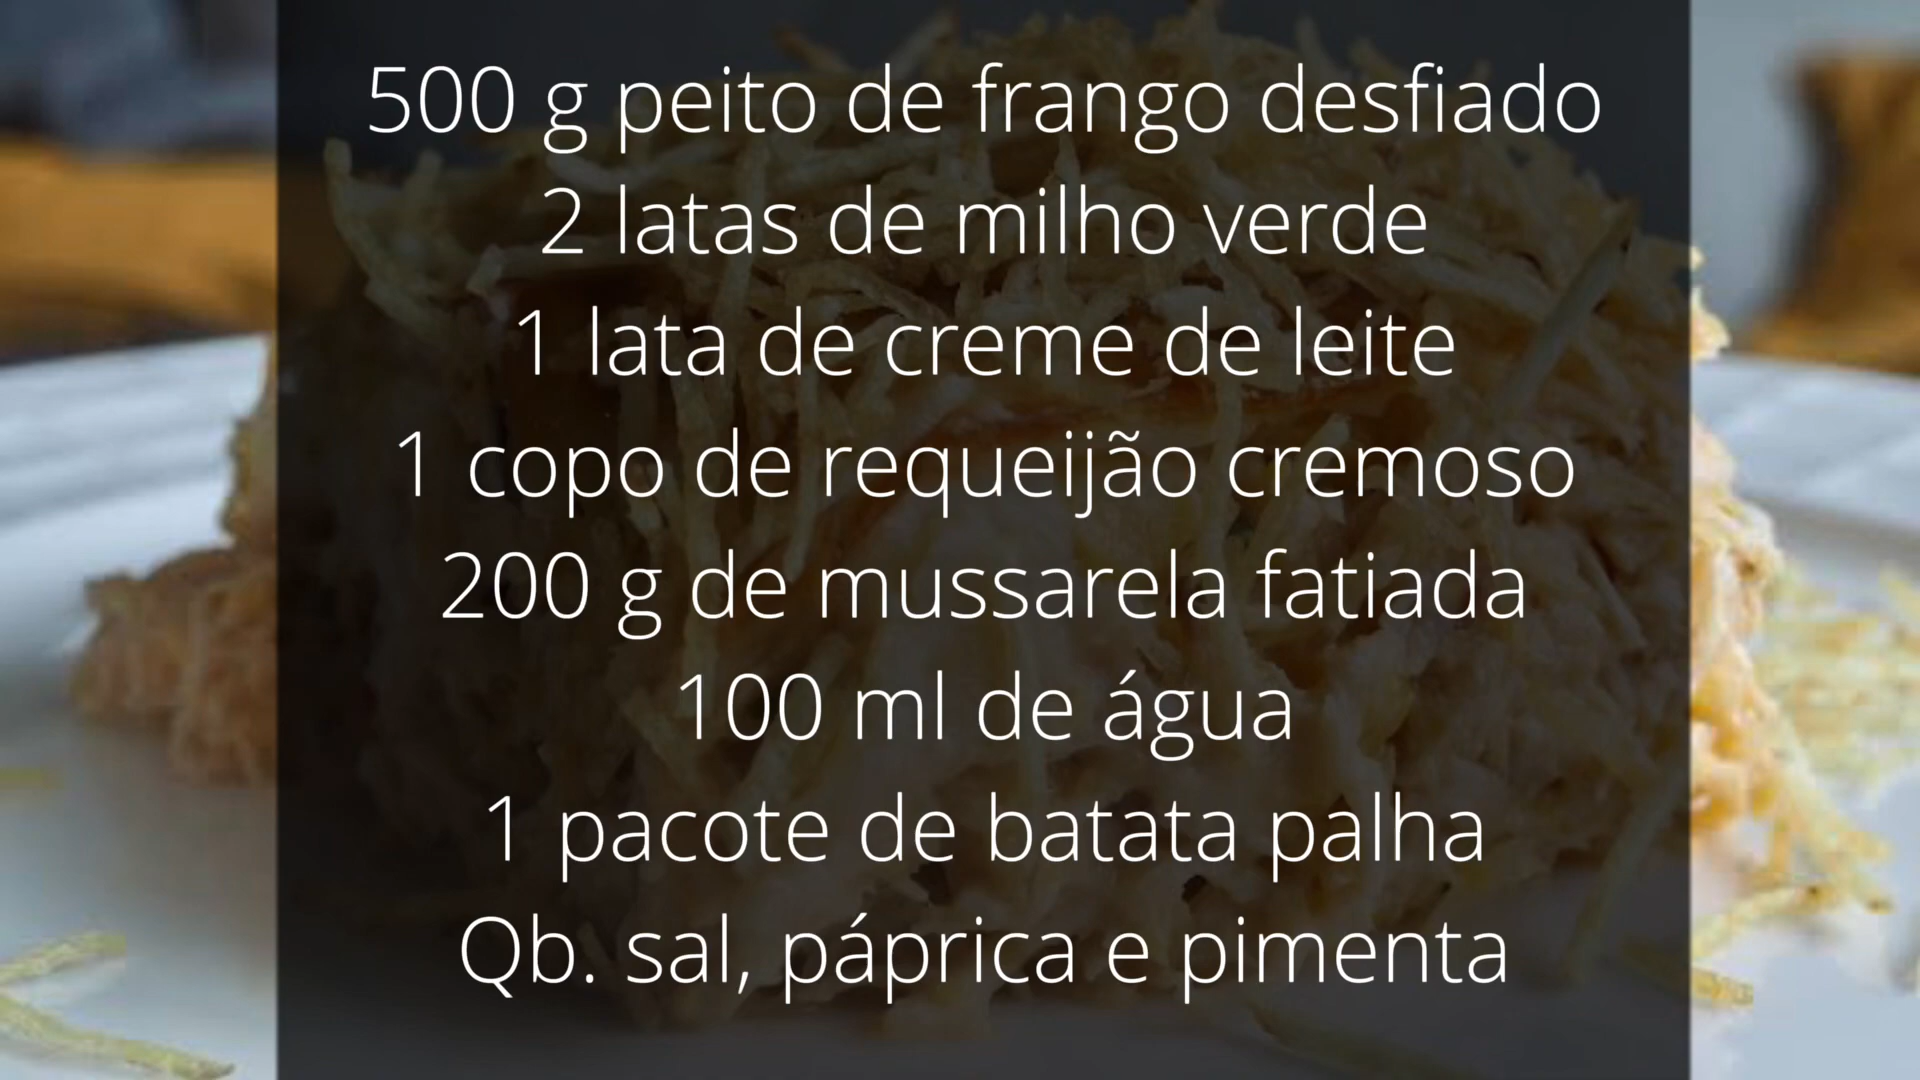 500 g peito de frango desfiado
2 latas de milho verde
1 lata de creme de leite
1 copo de requeijão cremoso
200 g de mussarela fatiada
100 ml de água
1 pacote de batata palha
Qb. sal, páprica e pimenta